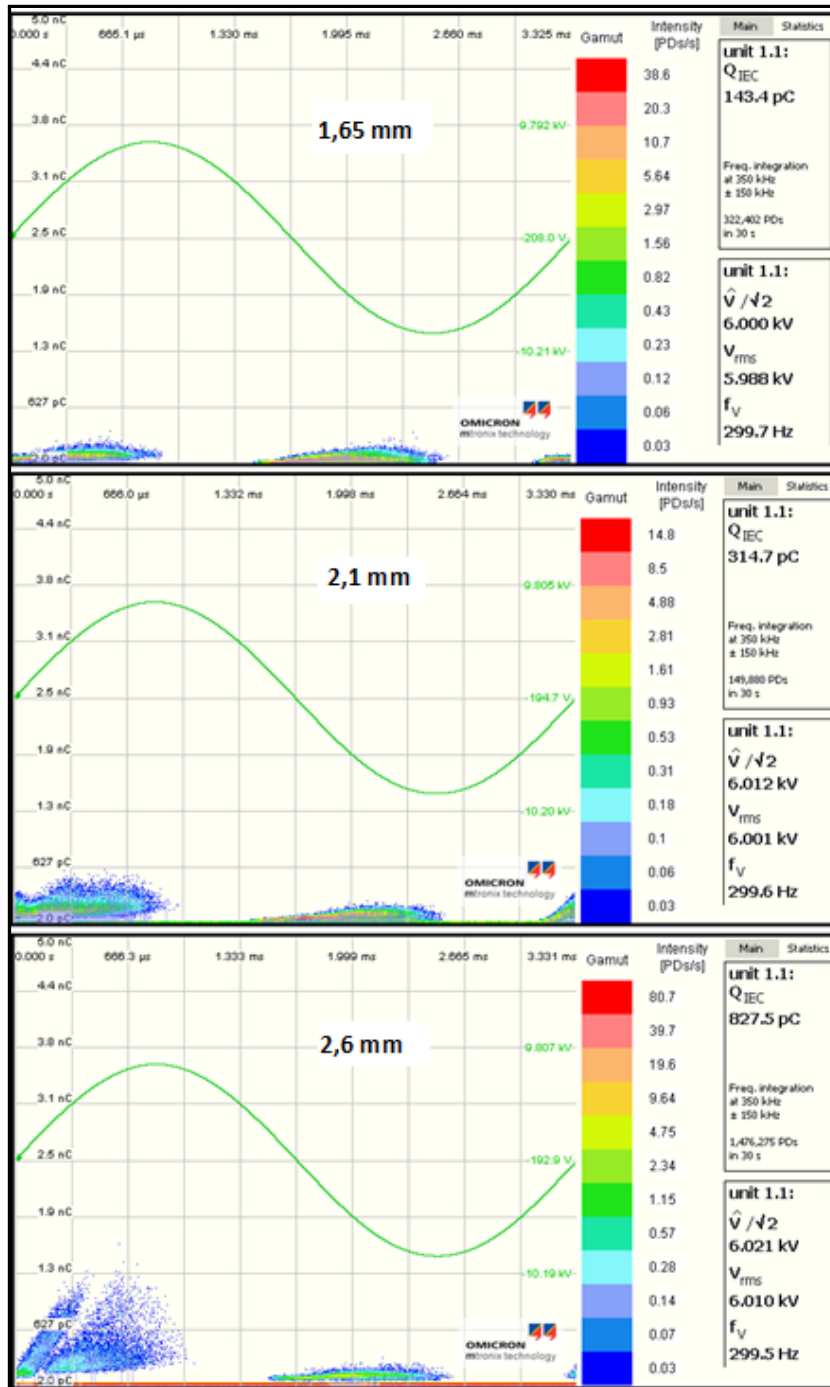 5.0 nC
0.000 s 665.1 µs 1.330 ms 1.995 ms 2.660 ms 3.325 ms
4.4 nC
3.8 nC
3.1 nC
2.5 nC
1.9 nC
1.3 nC
627 pC
2.0 pC
1,65 mm
9.792 kV
-208.0 V
-10.21 kV
OMICRON
mtronix technology
Gamut
Intensity
[PDs/s]
38.6
20.3
10.7
5.64
2.97
1.56
0.82
0.43
0.23
0.12
0.06
0.03
Main Statistics
unit 1.1:
Q IEC
143.4 pC
Freq. integration
at 350 kHz
± 150 kHz
322,402 PDs
in 30 s
unit 1.1:
V̂ /√2
6.000 kV
V rms
5.988 kV
f V
299.7 Hz
5.0 nC
0.000 s 666.0 µs 1.332 ms 1.998 ms 2.664 ms 3.330 ms
4.4 nC
3.8 nC
3.1 nC
2.5 nC
1.9 nC
1.3 nC
627 pC
2.0 pC
2,1 mm
9.805 kV
-194.7 V
-10.20 kV
OMICRON
mtronix technology
Gamut
Intensity
[PDs/s]
14.8
8.5
4.88
2.81
1.61
0.93
0.53
0.31
0.18
0.1
0.06
0.03
Main Statistics
unit 1.1:
Q IEC
314.7 pC
Freq. integration
at 350 kHz
± 150 kHz
149,880 PDs
in 30 s
unit 1.1:
V̂ /√2
6.012 kV
V rms
6.001 kV
f V
299.6 Hz
5.0 nC
0.000 s 666.3 µs 1.333 ms 1.999 ms 2.665 ms 3.331 ms
4.4 nC
3.8 nC
3.1 nC
2.5 nC
1.9 nC
1.3 nC
627 pC
2.0 pC
2,6 mm
9.807 kV
-192.9 V
-10.19 kV
OMICRON
mtronix technology
Gamut
Intensity
[PDs/s]
80.7
39.7
19.6
9.64
4.75
2.34
1.15
0.57
0.28
0.14
0.07
0.03
Main Statistics
unit 1.1:
Q IEC
827.5 pC
Freq. integration
at 350 kHz
± 150 kHz
1,476,275 PDs
in 30 s
unit 1.1:
V̂ /√2
6.021 kV
V rms
6.010 kV
f V
299.5 Hz